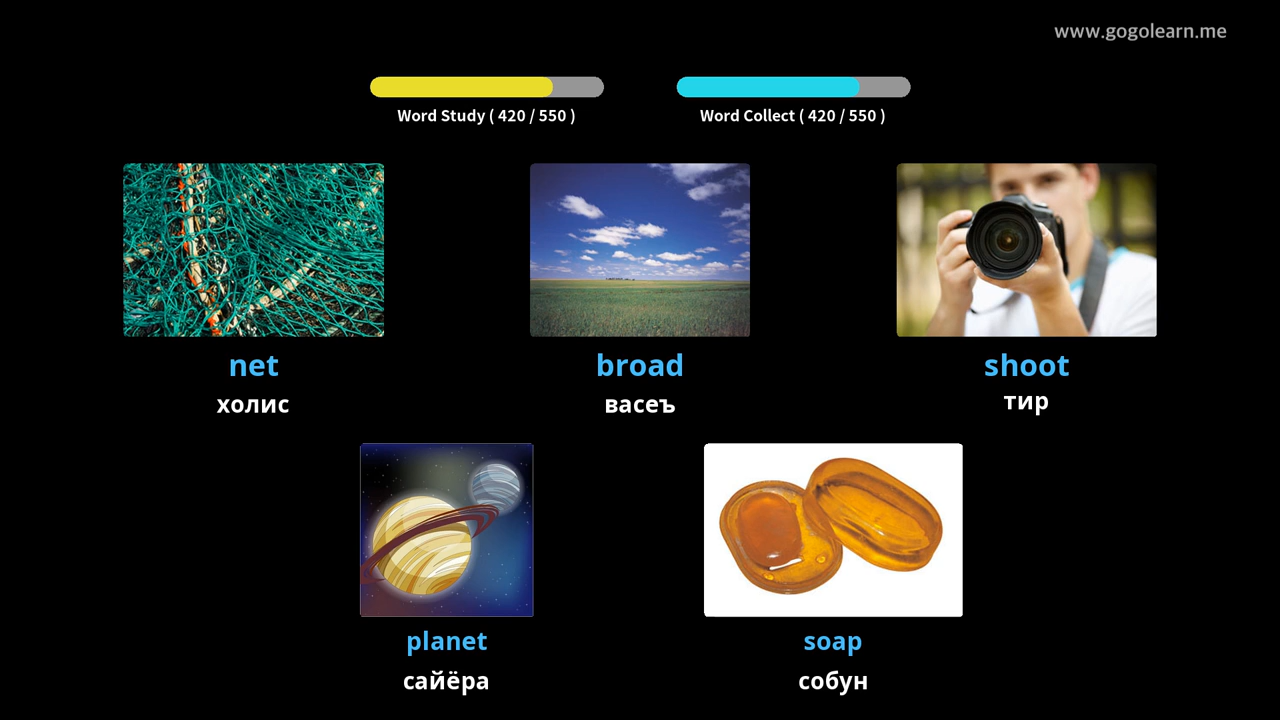 www.gogolearn.me
Word Study ( 420 / 550 )
Word Collect ( 420 / 550 )
net
холис
broad
васеъ
shoot
тир
planet
сайёра
soap
собун